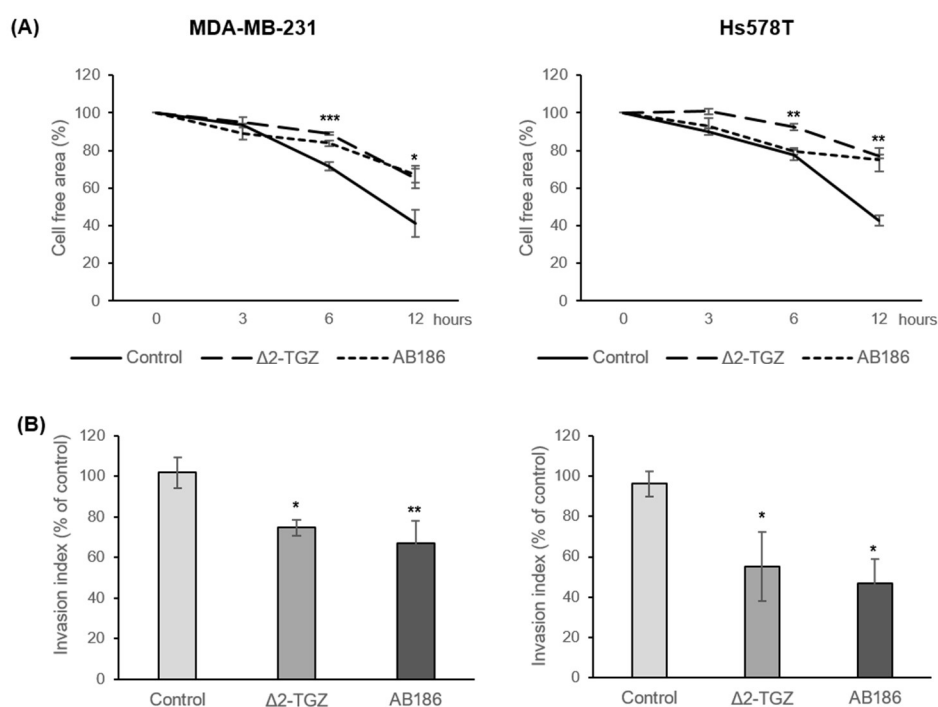 (A)
MDA-MB-231
Hs578T
Cell free area (%)
120
100
80
60
40
20
0
***
*
0 3 6 12 hours
Control Δ2-TGZ AB186
Cell free area (%)
120
100
80
60
40
20
0
**
**
0 3 6 12 hours
Control Δ2-TGZ AB186
(B)
Invasion index (% of control)
120
100
80
60
40
20
0
*
**
Control Δ2-TGZ AB186
Invasion index (% of control)
120
100
80
60
40
20
0
*
*
Control Δ2-TGZ AB186